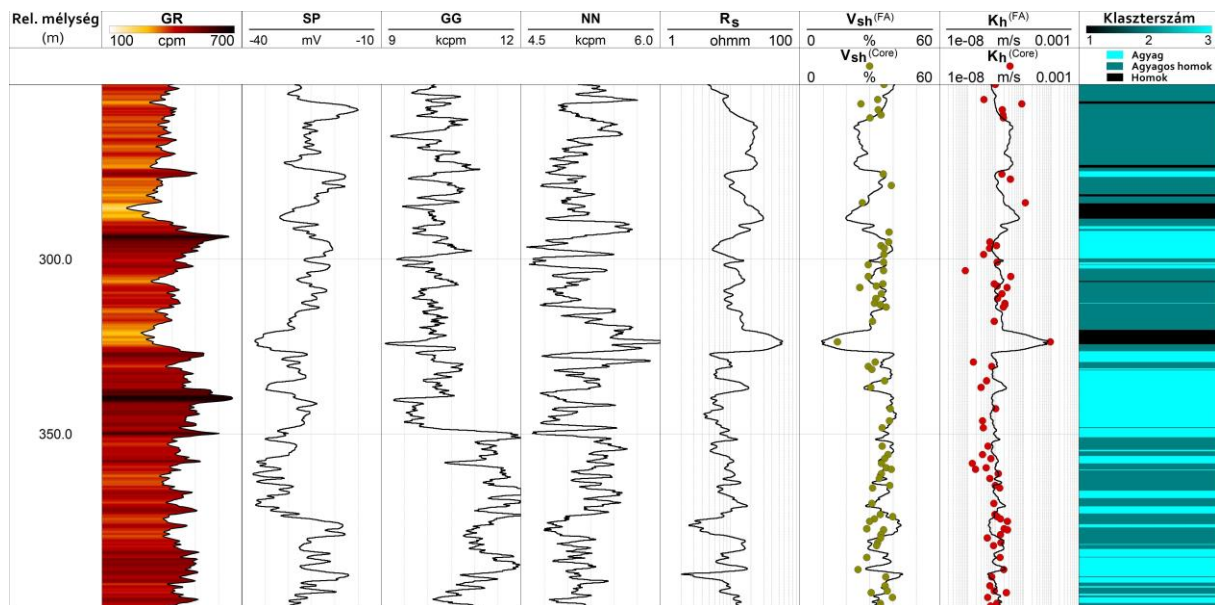 Rel. mélység
(m)
GR
100 cpm 700
SP
-40 mV -10
GG
9 kcpm 12
NN
4.5 kcpm 6.0
Rs
1 ohmm 100
Vsh(FA)
0 % 60
Vsh(Core)
0 % 60
Kh(FA)
1e-08 m/s 0.001
Kh(Core)
1e-08 m/s 0.001
Klaszterszám
1 2 3
Agyag
Agyagos homok
Homok
300.0
350.0